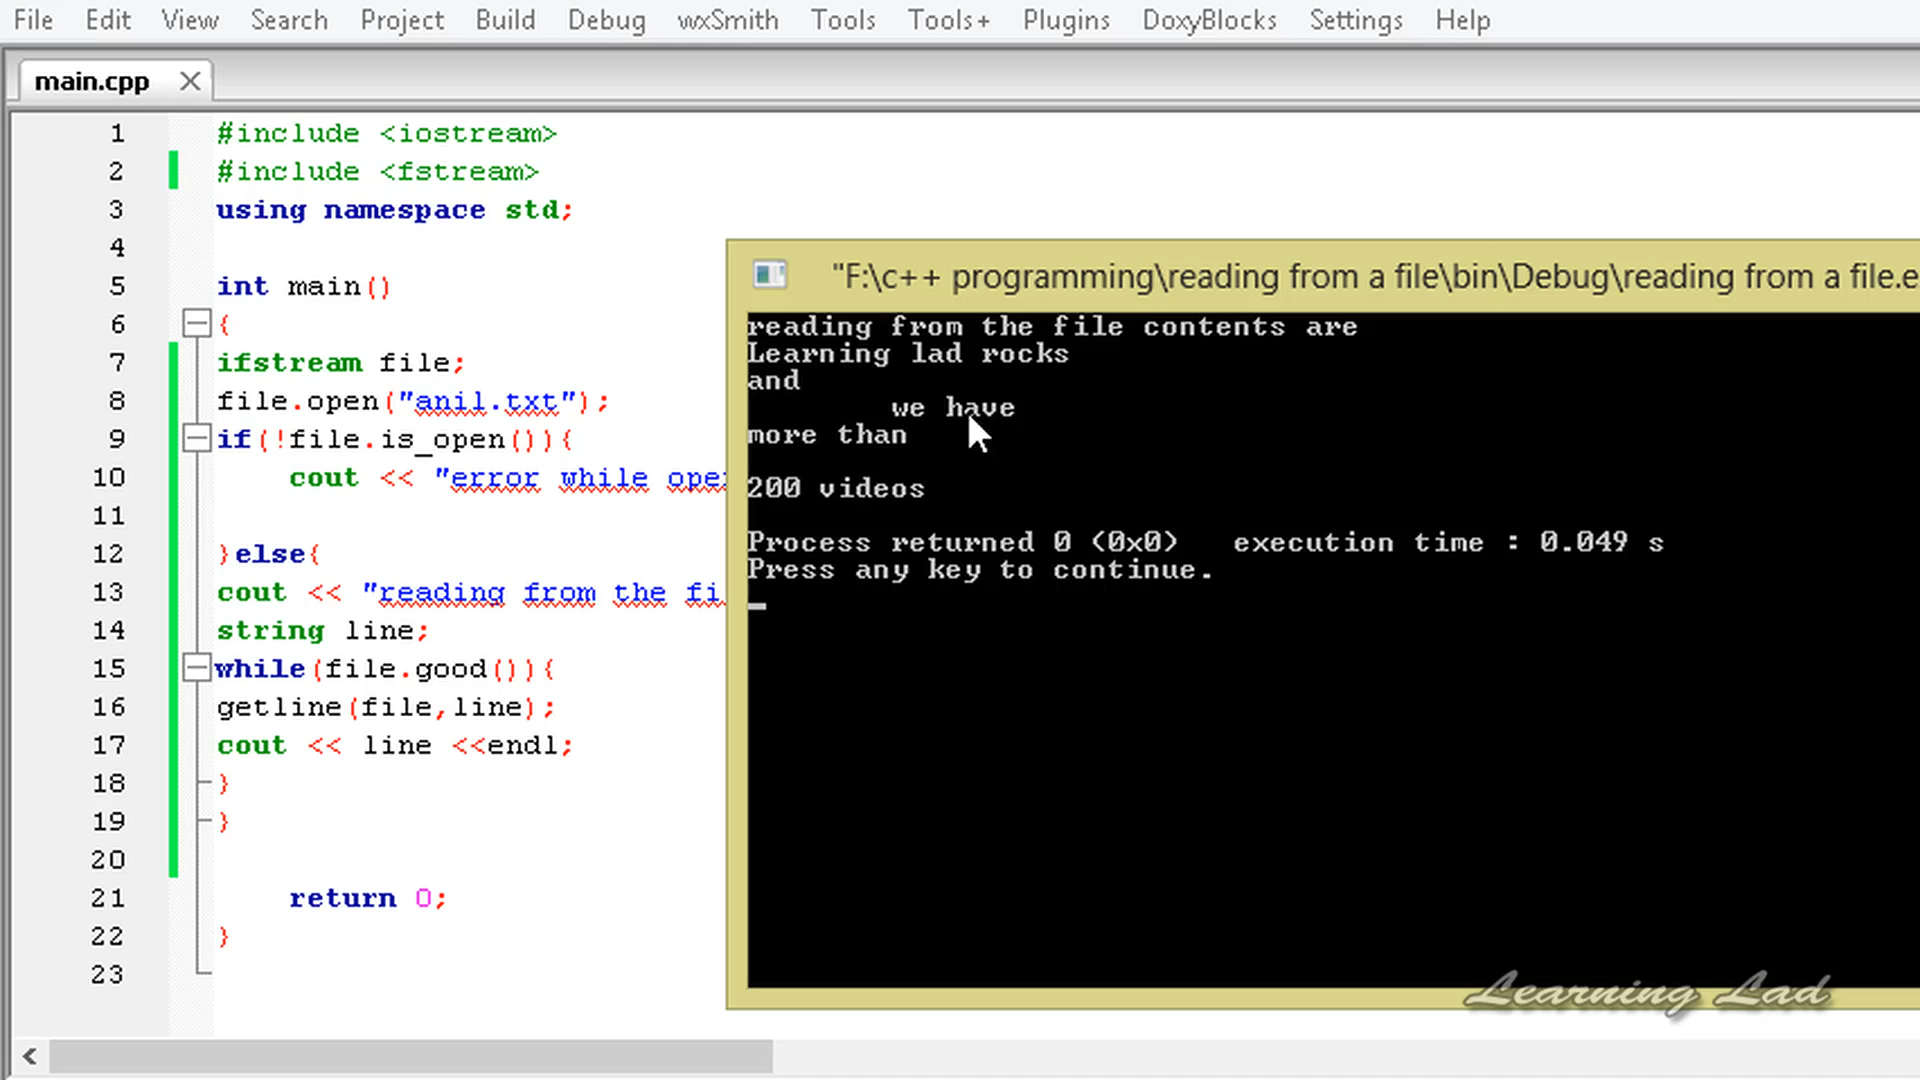 File Edit View Search Project Build Debug wxSmith Tools Tools+ Plugins DoxyBlocks Settings Help
main.cpp
1 #include <iostream>
2 #include <fstream>
3 using namespace std;
4
5 int main()
6 {
7 ifstream file;
8 file.open("anil.txt");
9 if(!file.is_open()){
10 cout << "error while open
11
12 }else{
13 cout << "reading from the fi
14 string line;
15 while(file.good()){
16 getline(file,line);
17 cout << line <<endl;
18 }
19 }
20
21 return 0;
22 }
23
"F:\c++ programming\reading from a file\bin\Debug\reading from a file.e
reading from the file contents are
Learning lad rocks
and
we have
more than
200 videos
Process returned 0 (0x0) execution time : 0.049 s
Press any key to continue.
Learning Lad